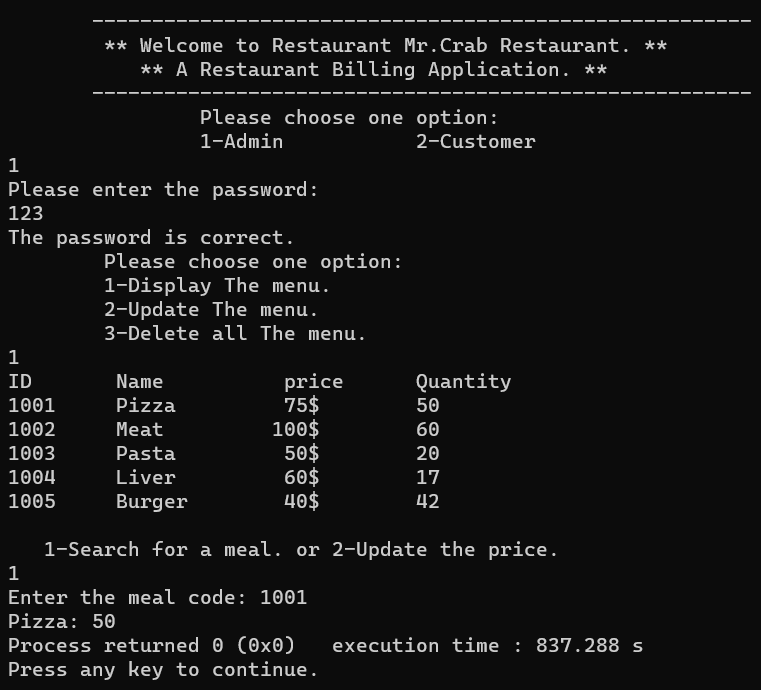 -------------------------------------------------------
** Welcome to Restaurant Mr.Crab Restaurant. **
** A Restaurant Billing Application. **
-------------------------------------------------------
Please choose one option:
1-Admin 2-Customer
1
Please enter the password:
123
The password is correct.
Please choose one option:
1-Display The menu.
2-Update The menu.
3-Delete all The menu.
1
ID Name price Quantity
1001 Pizza 75$ 50
1002 Meat 100$ 60
1003 Pasta 50$ 20
1004 Liver 60$ 17
1005 Burger 40$ 42
1-Search for a meal. or 2-Update the price.
1
Enter the meal code: 1001
Pizza: 50
Process returned 0 (0x0) execution time : 837.288 s
Press any key to continue.